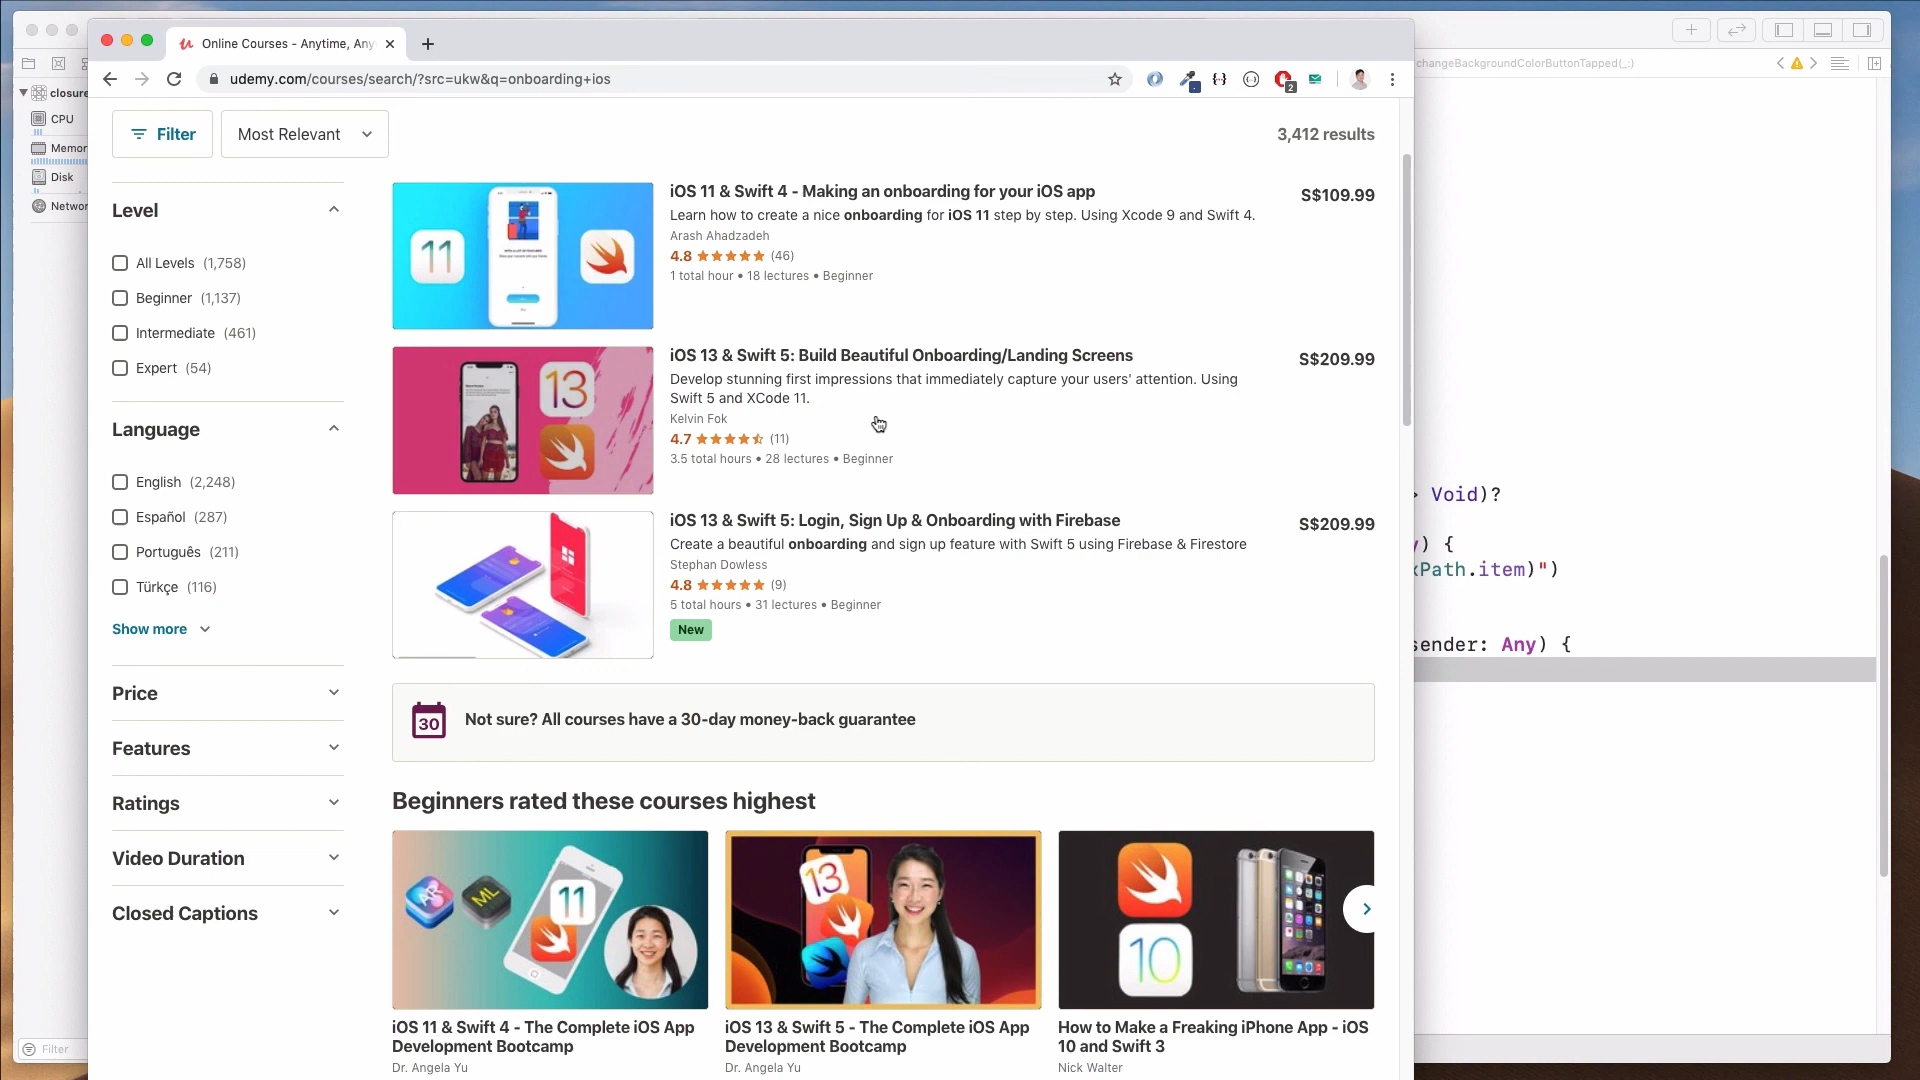 Online Courses - Anytime, Any
changeBackgroundColorButtonTapped(_:)
udemy.com/courses/search/?src=ukw&q=onboarding+ios
2
closure
CPU
Memor
Disk
Networ
Filter
Most Relevant
3,412 results
Level
All Levels (1,758)
Beginner (1,137)
Intermediate (461)
Expert (54)
Language
English (2,248)
Español (287)
Português (211)
Türkçe (116)
Show more
Price
Features
Ratings
Video Duration
Closed Captions
11
iOS 11 & Swift 4 - Making an onboarding for your iOS app
S$109.99
Learn how to create a nice onboarding for iOS 11 step by step. Using Xcode 9 and Swift 4.
Arash Ahadzadeh
4.8 (46)
1 total hour • 18 lectures • Beginner
13
iOS 13 & Swift 5: Build Beautiful Onboarding/Landing Screens
S$209.99
Develop stunning first impressions that immediately capture your users' attention. Using
Swift 5 and XCode 11.
Kelvin Fok
4.7 (11)
3.5 total hours • 28 lectures • Beginner
iOS 13 & Swift 5: Login, Sign Up & Onboarding with Firebase
S$209.99
Create a beautiful onboarding and sign up feature with Swift 5 using Firebase & Firestore
Stephan Dowless
4.8 (9)
5 total hours • 31 lectures • Beginner
New
30
Not sure? All courses have a 30-day money-back guarantee
Beginners rated these courses highest
AR
ML
11
13
10
iOS 11 & Swift 4 - The Complete iOS App
Development Bootcamp
Dr. Angela Yu
iOS 13 & Swift 5 - The Complete iOS App
Development Bootcamp
Dr. Angela Yu
How to Make a Freaking iPhone App - iOS
10 and Swift 3
Nick Walter
> Void)?
y) {
xPath.item)")
sender: Any) {
Filter